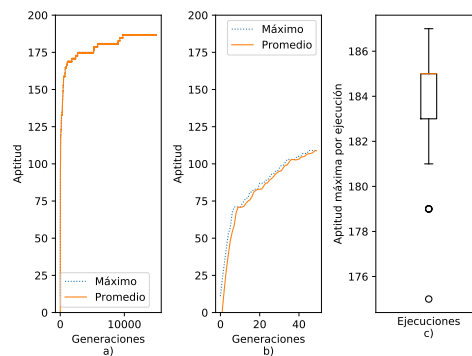 Aptitud
200
175
150
125
100
75
50
25
0
0
10000
Generaciones
a)
Máximo
Promedio
Aptitud
200
175
150
125
100
75
50
25
0
0
20
40
Generaciones
b)
Máximo
Promedio
Aptitud máxima por ejecución
186
184
182
180
178
176
Ejecuciones
c)